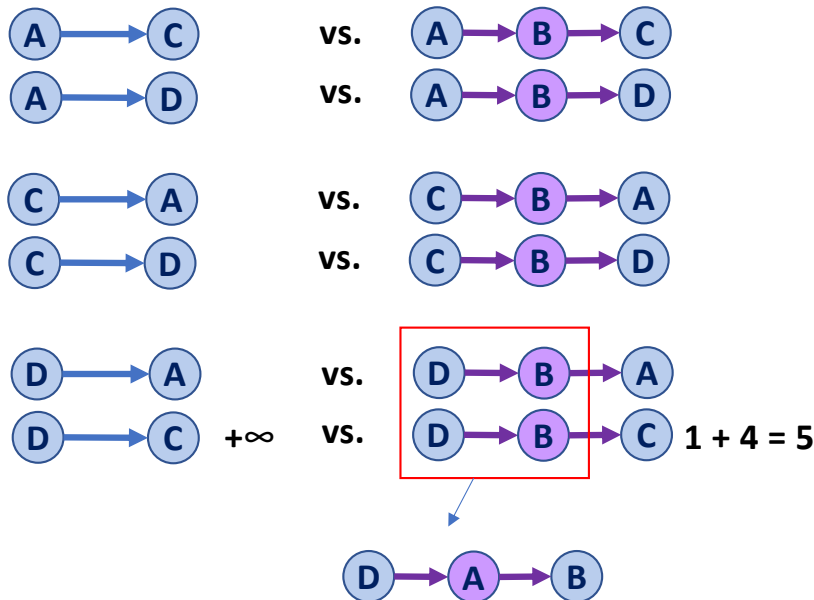 A C vs. A B C
A D vs. A B D
C A vs. C B A
C D vs. C B D
D A vs. D B A
D C +∞ vs. D B C 1 + 4 = 5
D A B